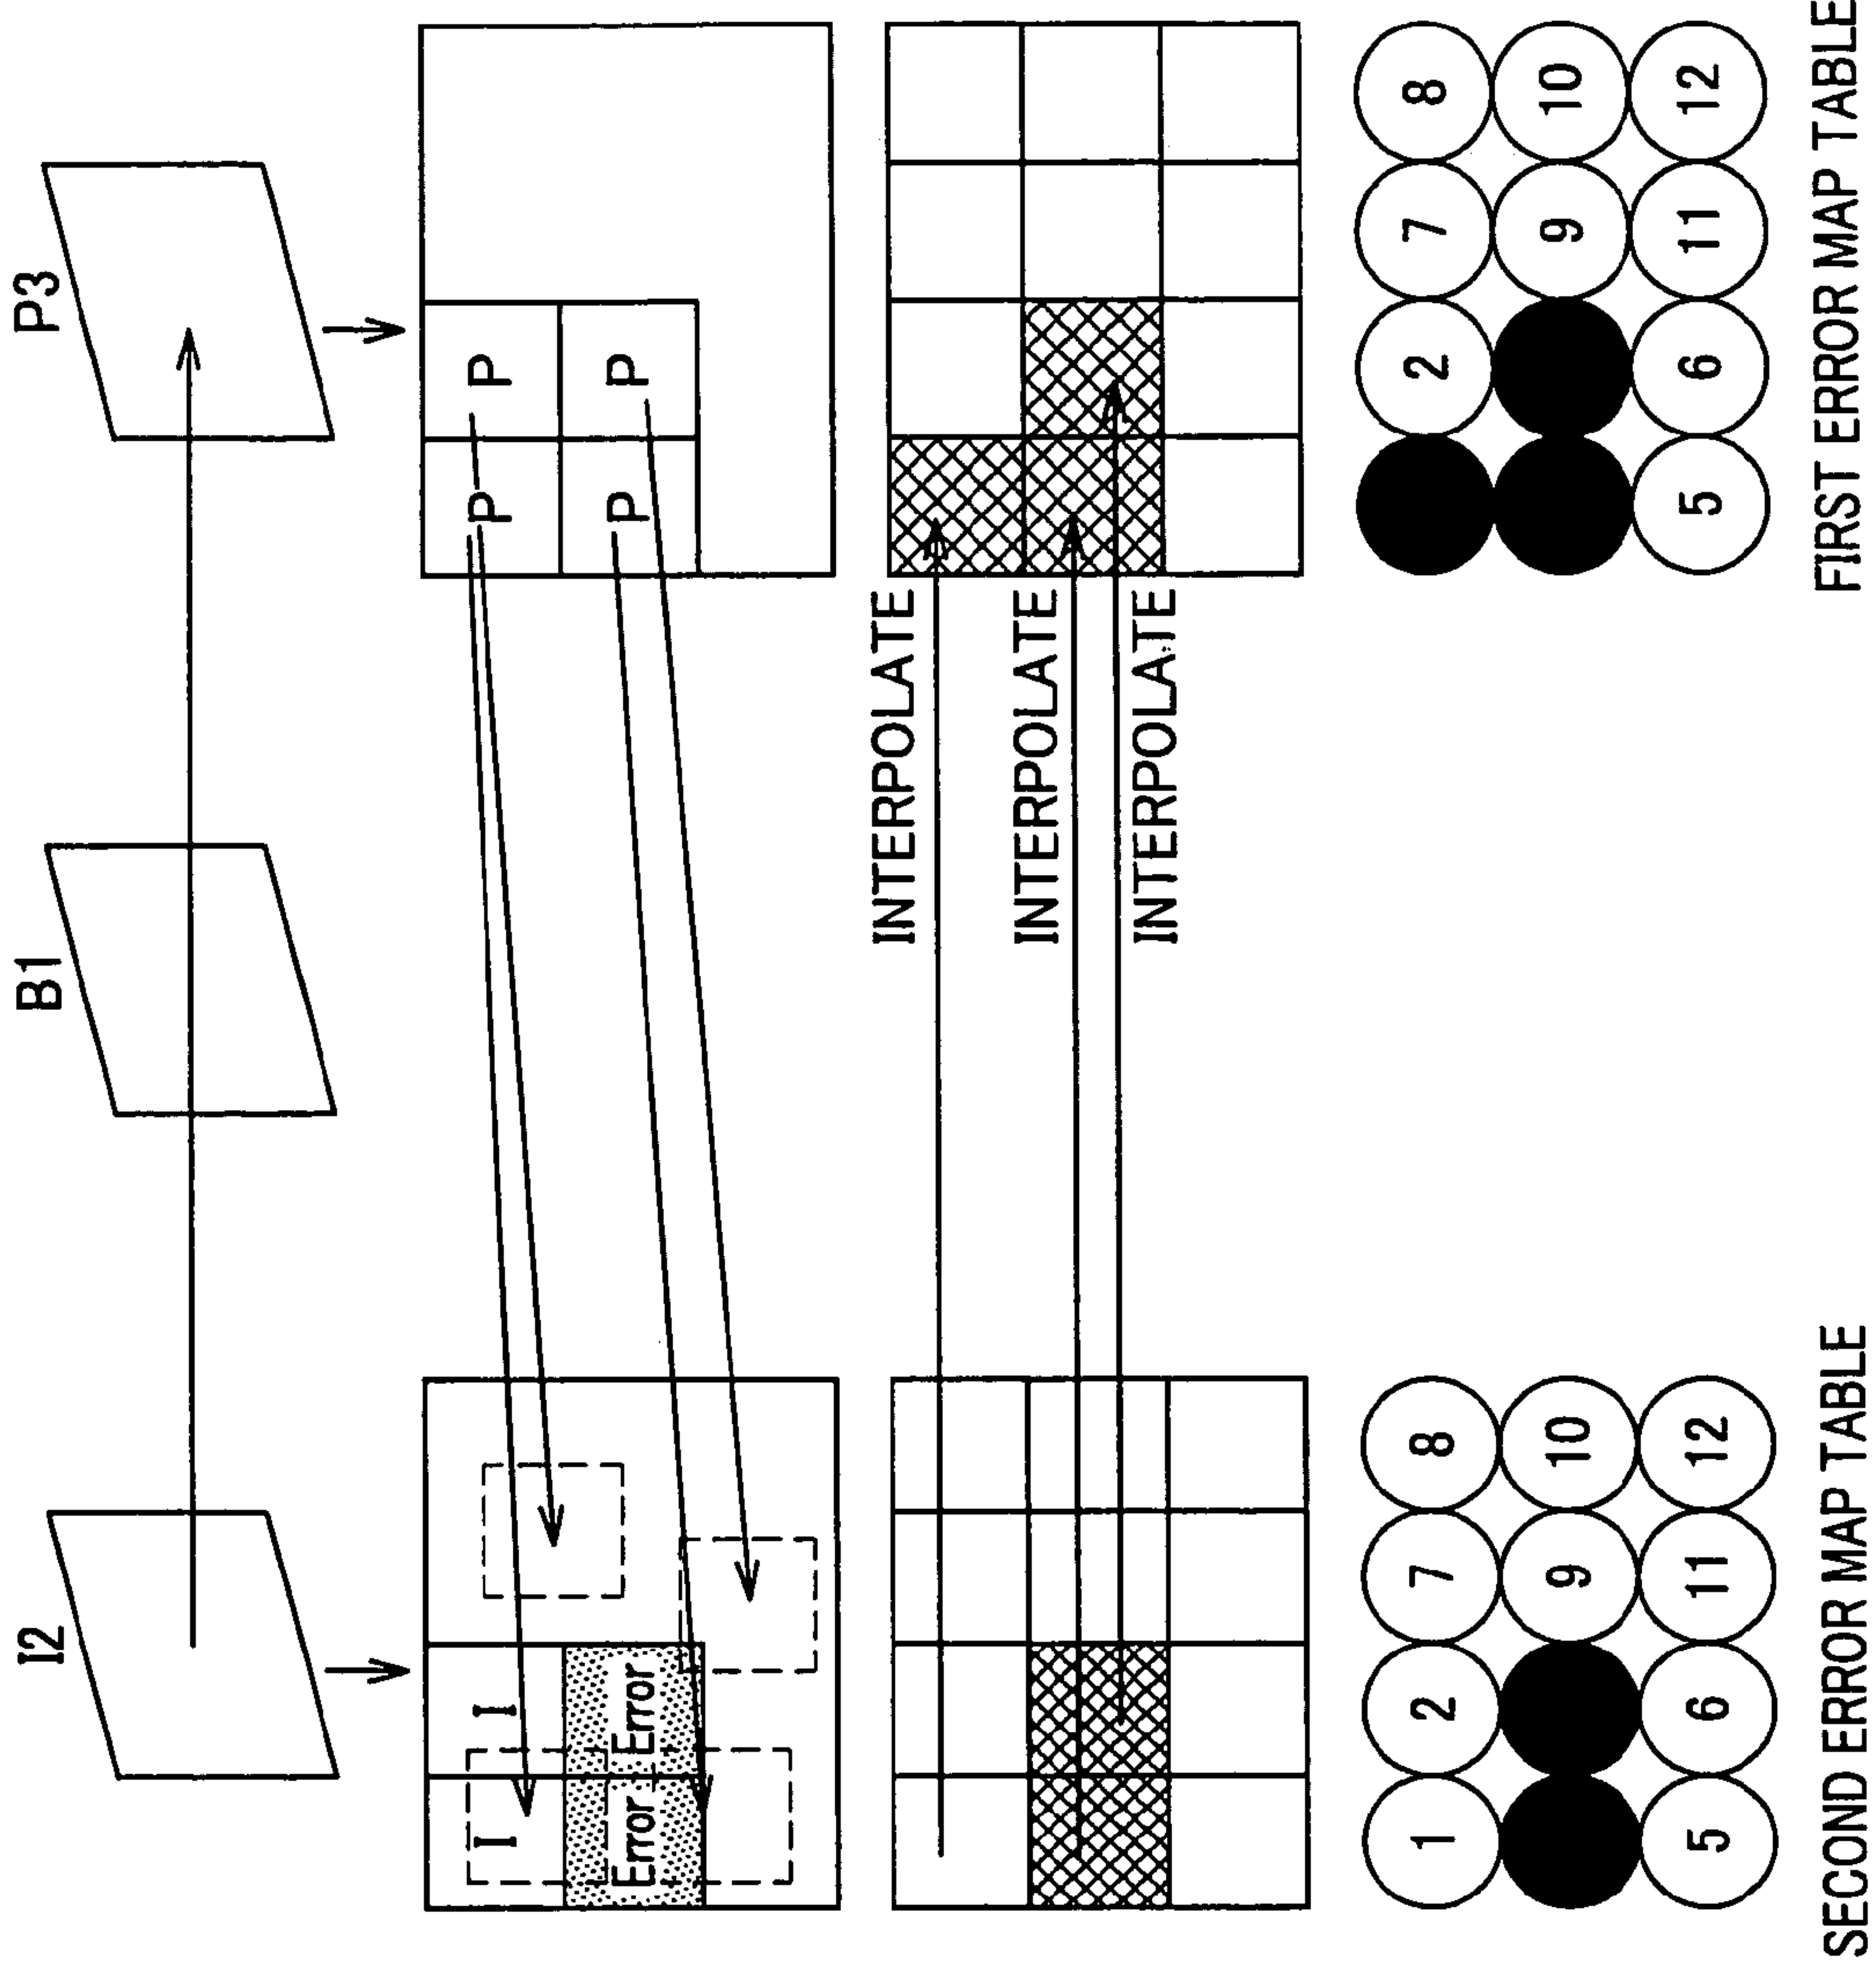 I2
B1
P3
I
I
Error
Error
P
P
P
P
INTERPOLATE
INTERPOLATE
INTERPOLATE
1 2 7 8
9 10
5 6 11 12
SECOND ERROR MAP TABLE
2 7 8
9 10
5 6 11 12
FIRST ERROR MAP TABLE